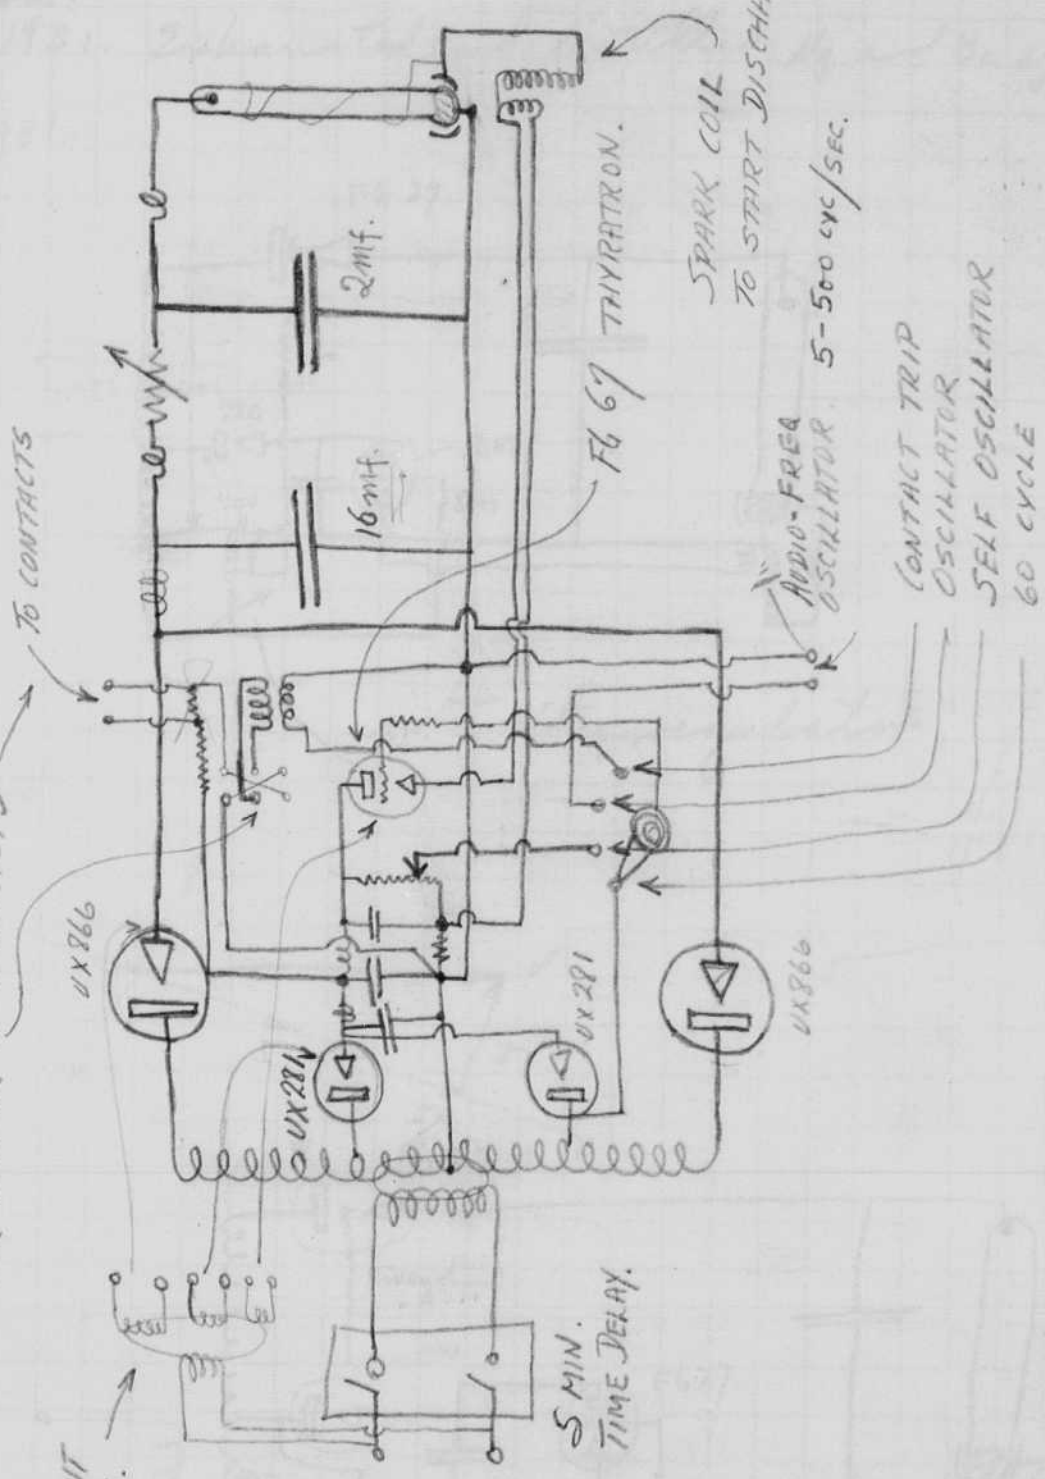 TO CONTACTS
SPARK COIL
TO START
2mf.
16mf.
FG 67 THYRATRON.
AUDIO-FREQ
OSCILLATOR. 5-500 CYC/SEC.
CONTACT TRIP
OSCILLATOR
SELF OSCILLATOR
60 CYCLE
UX866
UX281
UX281
UX866
5 MIN.
TIME DELAY.